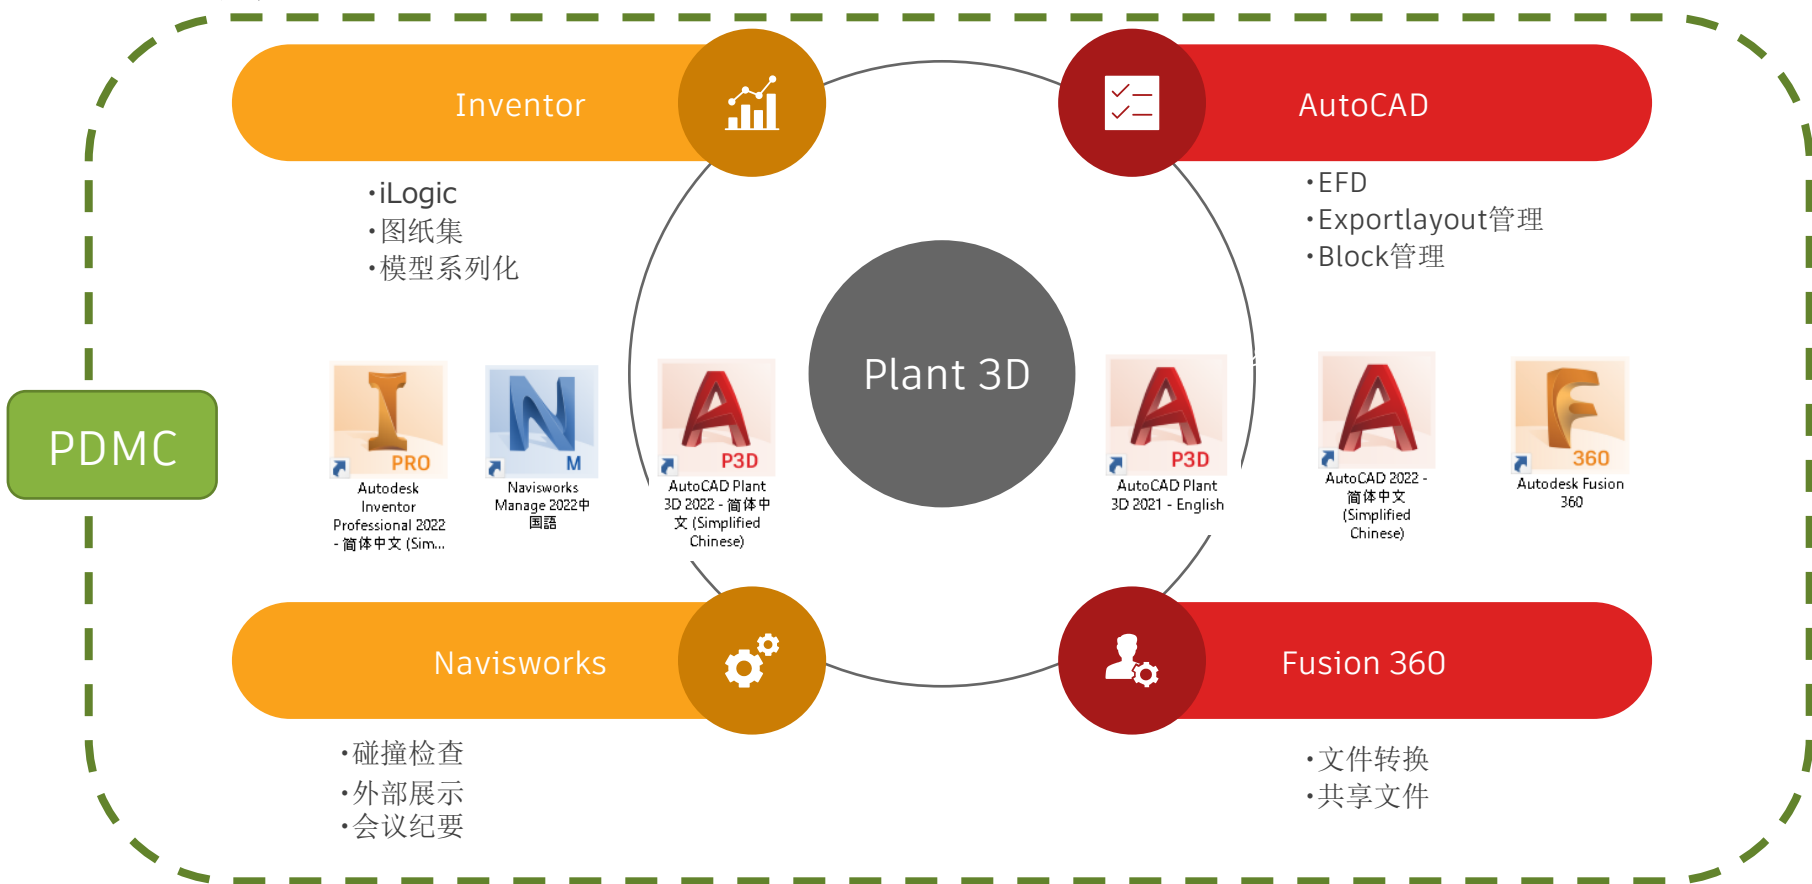 Inventor
AutoCAD
·iLogic
·图纸集
·模型系列化
·EFD
·Exportlayout管理
·Block管理
Plant 3D
PDMC
PRO
Autodesk
Inventor
Professional 2022
- 简体中文 (Sim...
M
Navisworks
Manage 2022中
国語
P3D
AutoCAD Plant
3D 2022 - 简体中
文 (Simplified
Chinese)
P3D
AutoCAD Plant
3D 2021 - English
AutoCAD 2022 -
简体中文
(Simplified
Chinese)
360
Autodesk Fusion
360
Navisworks
Fusion 360
·碰撞检查
·外部展示
·会议纪要
·文件转换
·共享文件